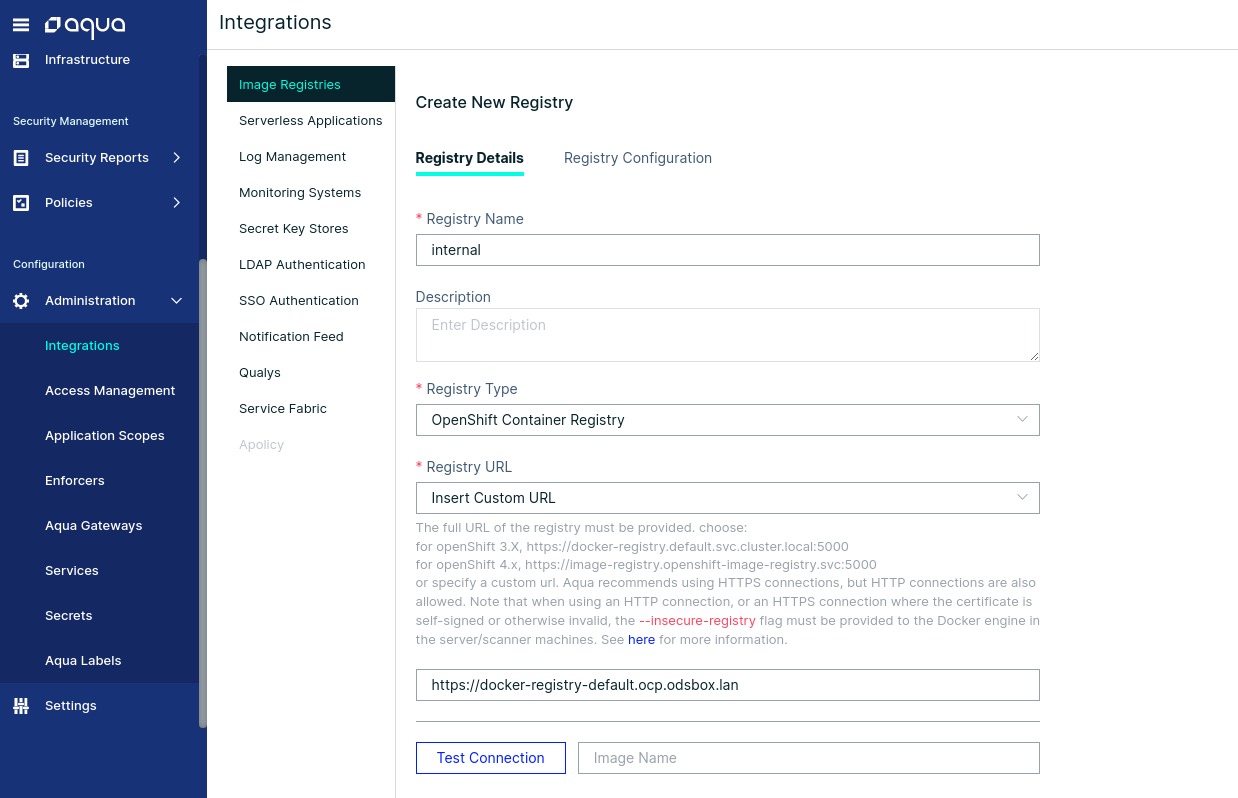 aqua
Infrastructure
Security Management
Security Reports
Policies
Configuration
Administration
Integrations
Access Management
Application Scopes
Enforcers
Aqua Gateways
Services
Secrets
Aqua Labels
Settings
Integrations
Image Registries
Serverless Applications
Log Management
Monitoring Systems
Secret Key Stores
LDAP Authentication
SSO Authentication
Notification Feed
Qualys
Service Fabric
Apolicy
Create New Registry
Registry Details Registry Configuration
* Registry Name
internal
Description
Enter Description
* Registry Type
OpenShift Container Registry
* Registry URL
Insert Custom URL
The full URL of the registry must be provided. choose:
for openShift 3.X, https://docker-registry.default.svc.cluster.local:5000
for openShift 4.x, https://image-registry.openshift-image-registry.svc:5000
or specify a custom url. Aqua recommends using HTTPS connections, but HTTP connections are also
allowed. Note that when using an HTTP connection, or an HTTPS connection where the certificate is
self-signed or otherwise invalid, the --insecure-registry flag must be provided to the Docker engine in
the server/scanner machines. See here for more information.
https://docker-registry-default.ocp.odsbox.lan
Test Connection Image Name